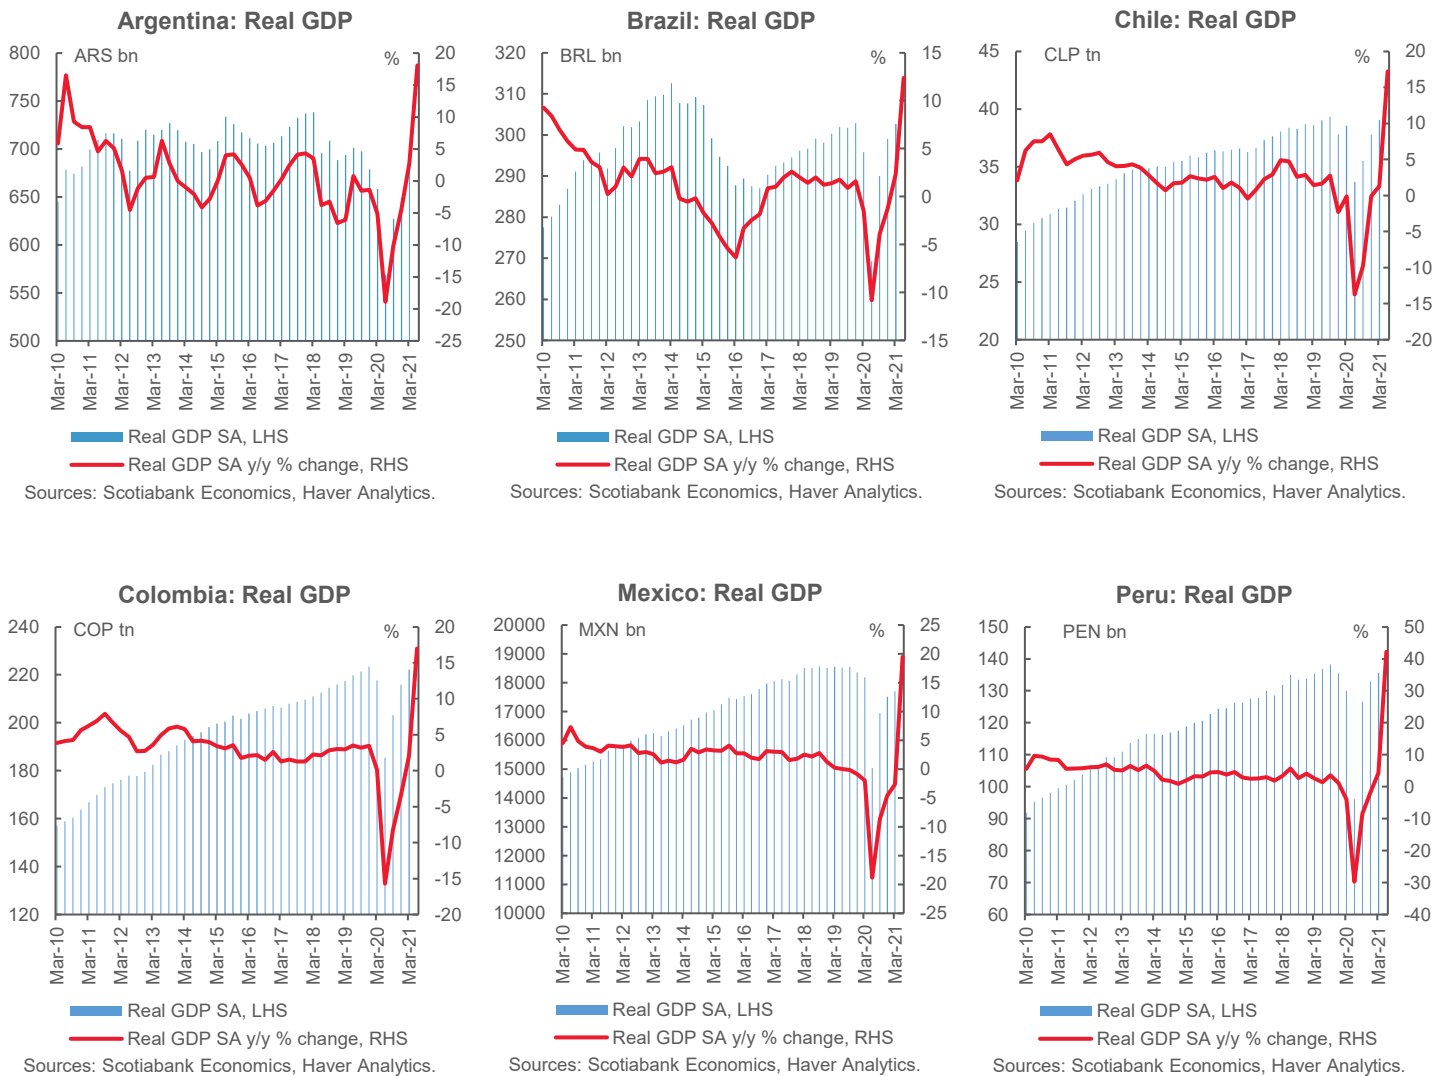 Argentina: Real GDP
ARS bn
%
800
750
700
650
600
550
500
20
15
10
5
0
-5
-10
-15
-20
-25
Mar-10
Mar-11
Mar-12
Mar-13
Mar-14
Mar-15
Mar-16
Mar-17
Mar-18
Mar-19
Mar-20
Mar-21
Real GDP SA, LHS
Real GDP SA y/y % change, RHS
Sources: Scotiabank Economics, Haver Analytics.
Brazil: Real GDP
BRL bn
%
320
310
300
290
280
270
260
250
15
10
5
0
-5
-10
-15
Mar-10
Mar-11
Mar-12
Mar-13
Mar-14
Mar-15
Mar-16
Mar-17
Mar-18
Mar-19
Mar-20
Mar-21
Real GDP SA, LHS
Real GDP SA y/y % change, RHS
Sources: Scotiabank Economics, Haver Analytics.
Chile: Real GDP
CLP tn
%
45
40
35
30
25
20
20
15
10
5
0
-5
-10
-15
-20
Mar-10
Mar-11
Mar-12
Mar-13
Mar-14
Mar-15
Mar-16
Mar-17
Mar-18
Mar-19
Mar-20
Mar-21
Real GDP SA, LHS
Real GDP SA y/y % change, RHS
Sources: Scotiabank Economics, Haver Analytics.
Colombia: Real GDP
COP tn
%
240
220
200
180
160
140
120
20
15
10
5
0
-5
-10
-15
-20
Mar-10
Mar-11
Mar-12
Mar-13
Mar-14
Mar-15
Mar-16
Mar-17
Mar-18
Mar-19
Mar-20
Mar-21
Real GDP SA, LHS
Real GDP SA y/y % change, RHS
Sources: Scotiabank Economics, Haver Analytics.
Mexico: Real GDP
MXN bn
%
20000
19000
18000
17000
16000
15000
14000
13000
12000
11000
10000
25
20
15
10
5
0
-5
-10
-15
-20
-25
Mar-10
Mar-11
Mar-12
Mar-13
Mar-14
Mar-15
Mar-16
Mar-17
Mar-18
Mar-19
Mar-20
Mar-21
Real GDP SA, LHS
Real GDP SA y/y % change, RHS
Sources: Scotiabank Economics, Haver Analytics.
Peru: Real GDP
PEN bn
%
150
140
130
120
110
100
90
80
70
60
50
40
30
20
10
0
-10
-20
-30
-40
Mar-10
Mar-11
Mar-12
Mar-13
Mar-14
Mar-15
Mar-16
Mar-17
Mar-18
Mar-19
Mar-20
Mar-21
Real GDP SA, LHS
Real GDP SA y/y % change, RHS
Sources: Scotiabank Economics, Haver Analytics.